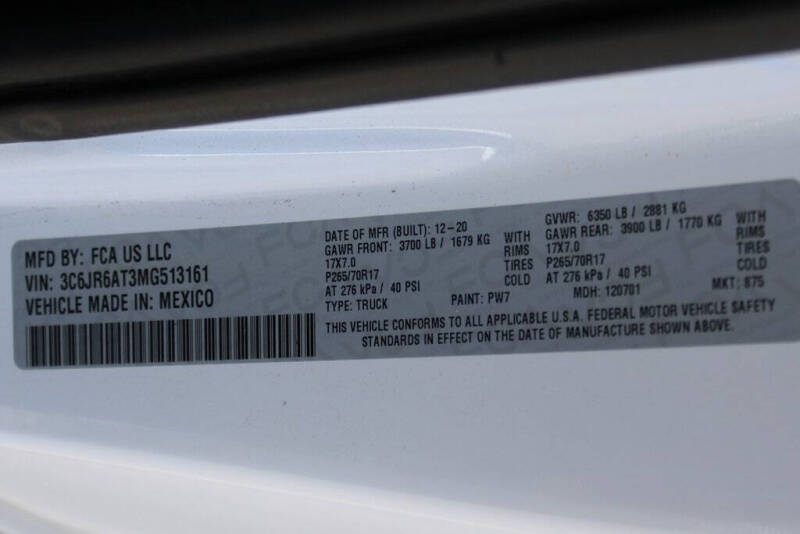 MFD BY: FCA US LLC
VIN: 3C6JR6AT3MG513161
VEHICLE MADE IN: MEXICO
DATE OF MFR (BUILT): 12-20
GVWR: 6350 LB / 2881 KG
GAWR FRONT: 3700 LB / 1679 KG WITH
GAWR REAR: 3900 LB / 1770 KG WITH
17X7.0 RIMS
17X7.0 RIMS
P265/70R17 TIRES
P265/70R17 TIRES
AT 276 kPa / 40 PSI COLD
AT 276 kPa / 40 PSI COLD
TYPE: TRUCK PAINT: PW7 MDH: 120701 MKT: 875
THIS VEHICLE CONFORMS TO ALL APPLICABLE U.S.A. FEDERAL MOTOR VEHICLE SAFETY
STANDARDS IN EFFECT ON THE DATE OF MANUFACTURE SHOWN ABOVE.